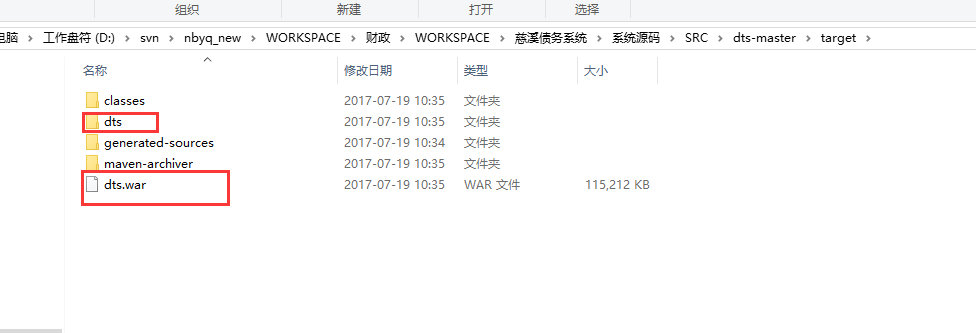 组织 新建 打开 选择
电脑 > 工作盘符 (D:) > svn > nbyq_new > WORKSPACE > 财政 > WORKSPACE > 慈溪债务系统 > 系统源码 > SRC > dts-master > target >
名称 修改日期 类型 大小
classes 2017-07-19 10:35 文件夹
dts 2017-07-19 10:35 文件夹
generated-sources 2017-07-19 10:34 文件夹
maven-archiver 2017-07-19 10:35 文件夹
dts.war 2017-07-19 10:35 WAR 文件 115,212 KB